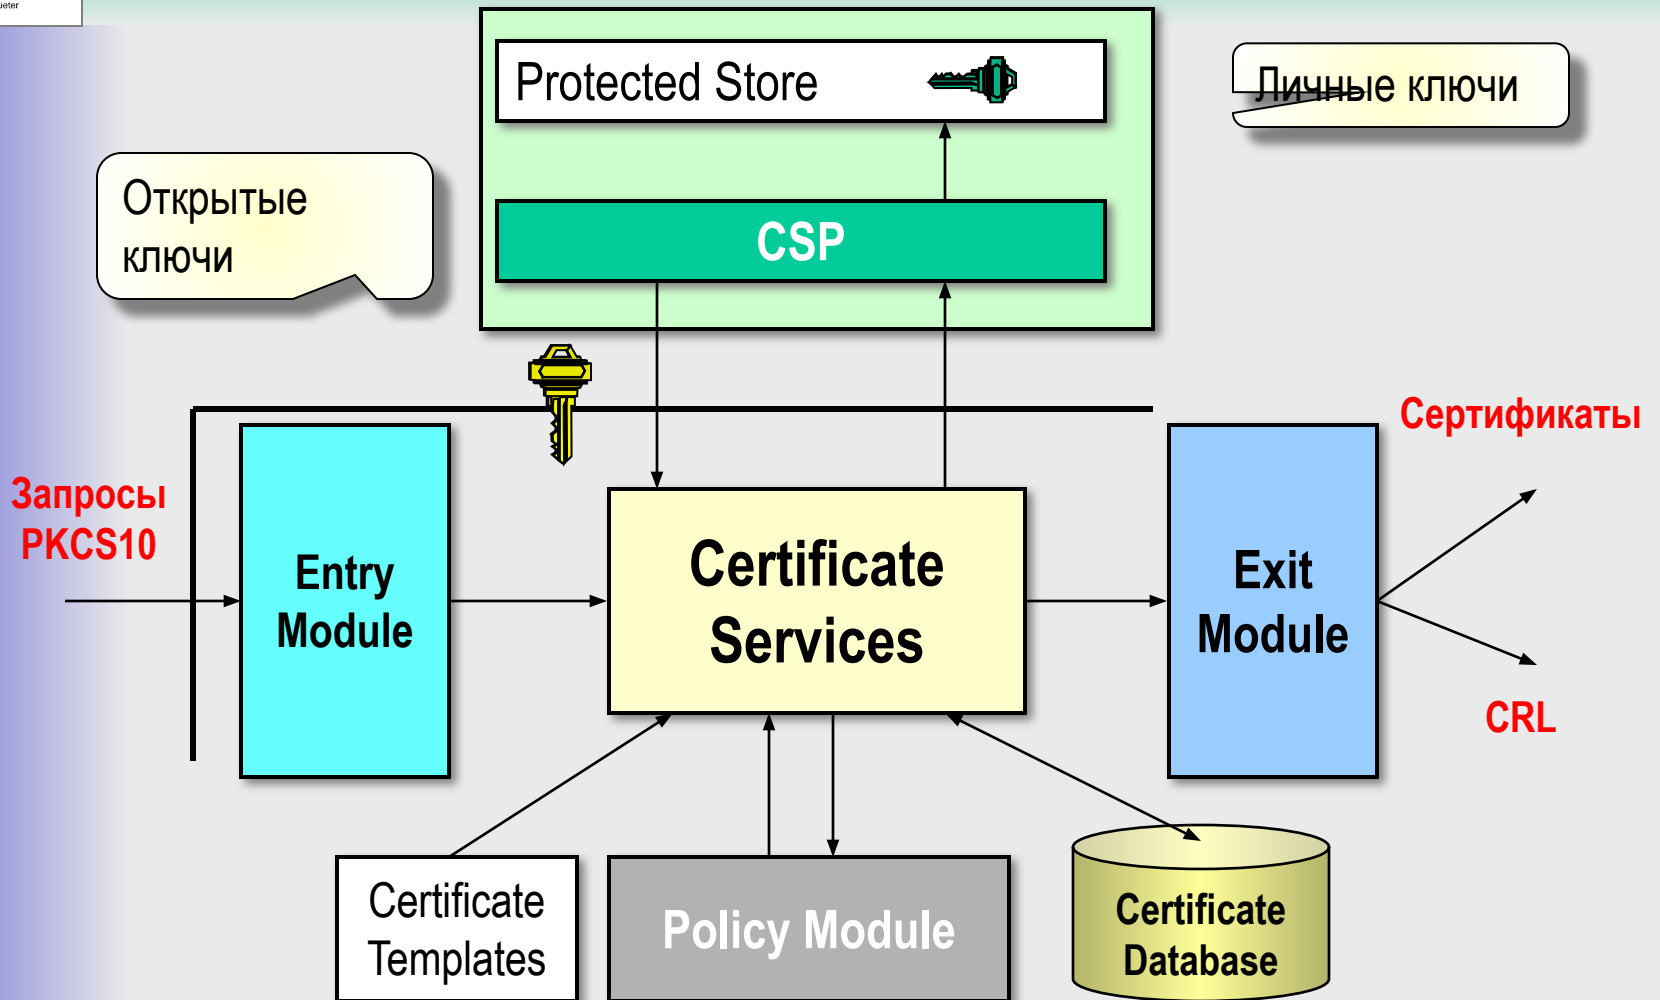 ueter
Protected Store
Личные ключи
Открытые
ключи
CSP
Сертификаты
Запросы
PKCS10
Entry
Module
Certificate
Services
Exit
Module
CRL
Certificate
Templates
Policy Module
Certificate
Database